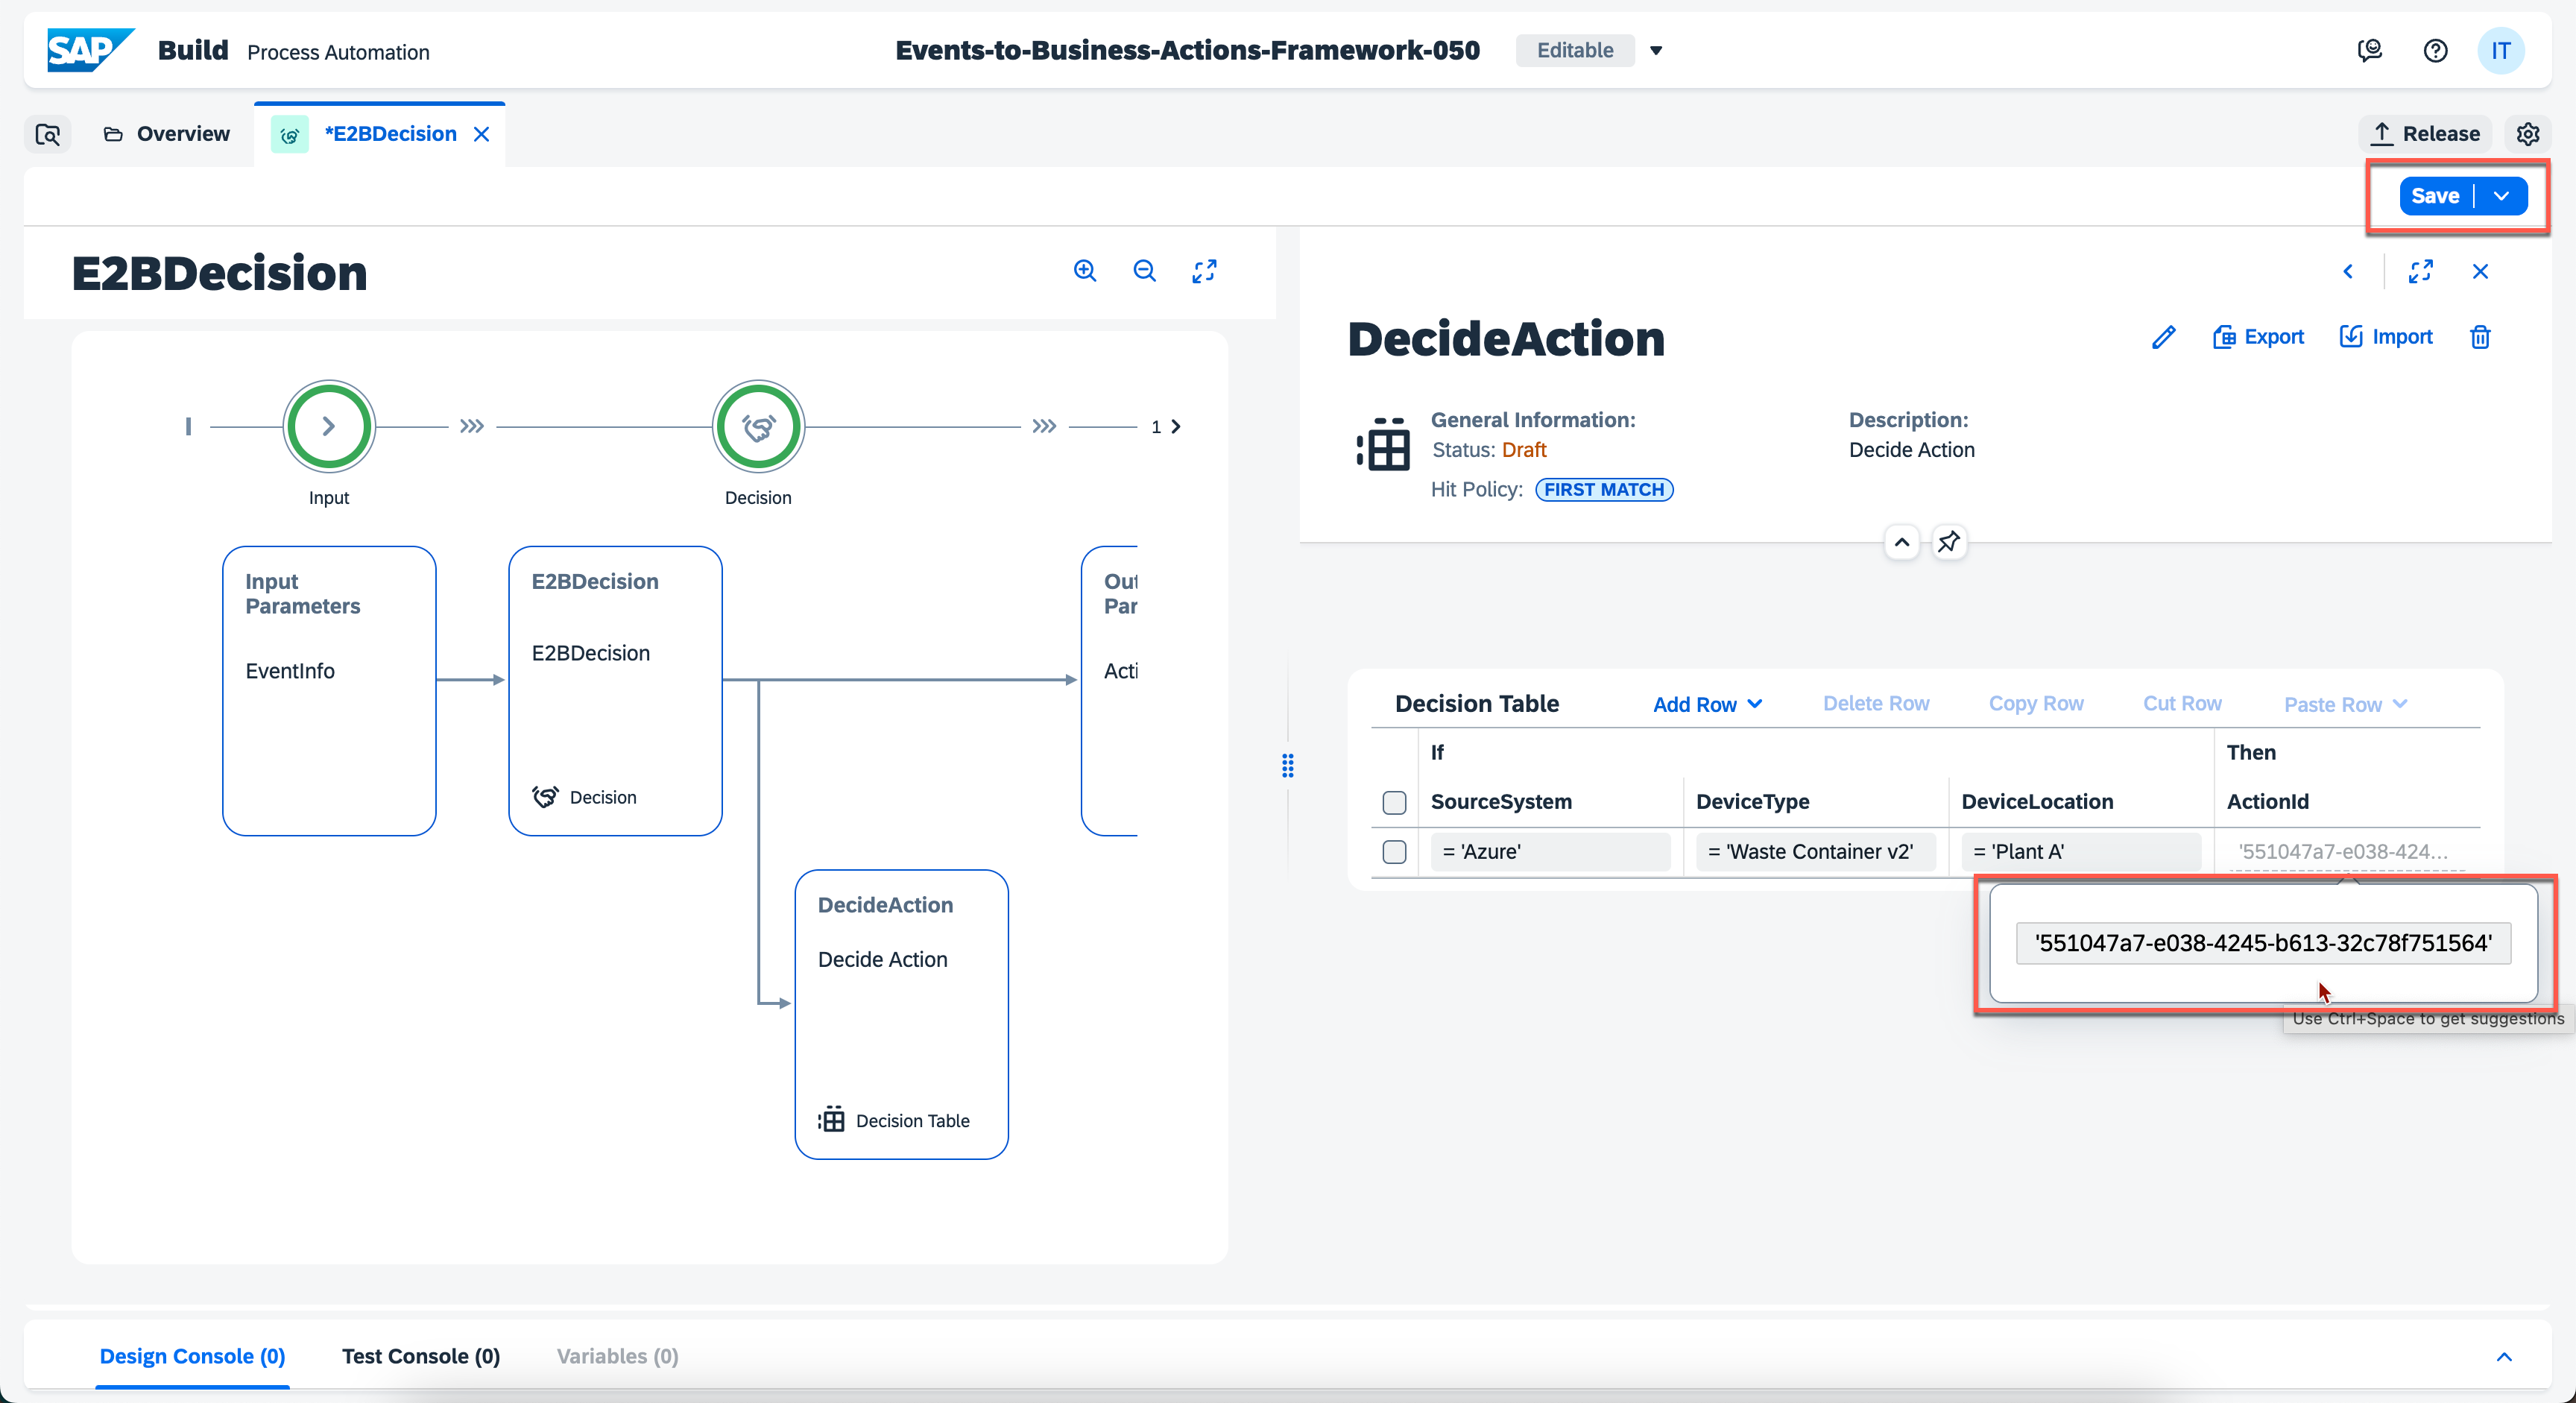 SAP Build Process Automation
Events-to-Business-Actions-Framework-050 Editable
IT
Overview
*E2BDecision
Release
Save
E2BDecision
1
Input
Decision
Input
Parameters
EventInfo
E2BDecision
E2BDecision
Decision
Out
Par
Acti
DecideAction
Decide Action
Decision Table
DecideAction
Export
Import
General Information:
Status: Draft
Hit Policy: FIRST MATCH
Description:
Decide Action
Decision Table Add Row Delete Row Copy Row Cut Row Paste Row
If Then
SourceSystem DeviceType DeviceLocation ActionId
= 'Azure' = 'Waste Container v2' = 'Plant A' '551047a7-e038-424...
'551047a7-e038-4245-b613-32c78f751564'
Use Ctrl+Space to get suggestions
Design Console (0) Test Console (0) Variables (0)